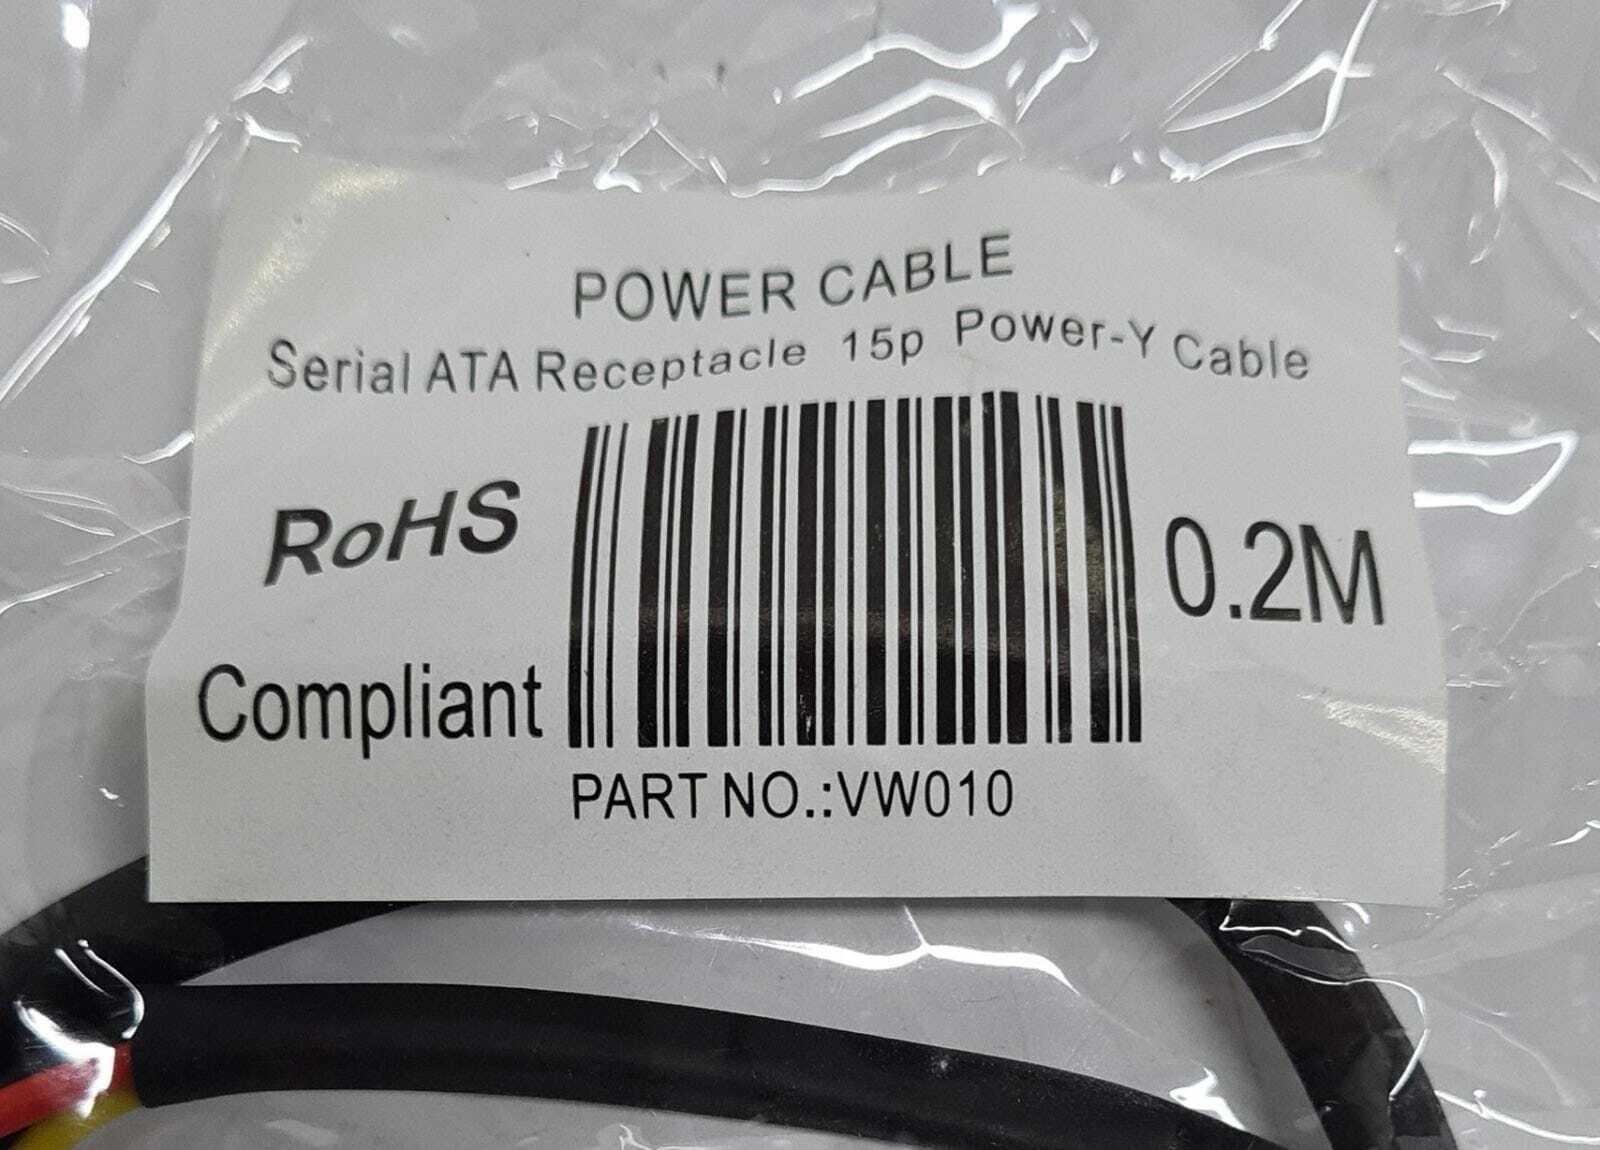 POWER CABLE
Serial ATA Receptacle 15p Power-Y Cable
RoHS
Compliant
0.2M
PART NO.:VW010